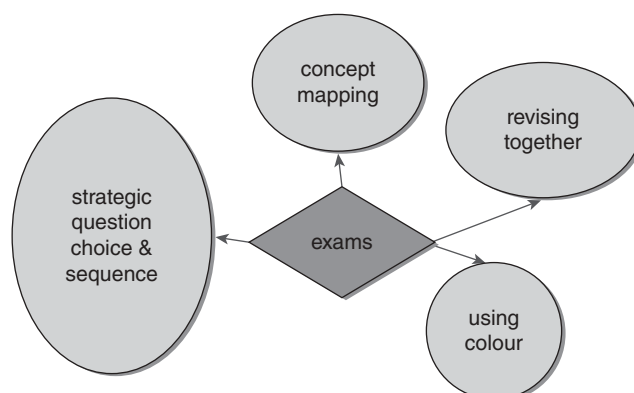 concept
mapping
revising
together
strategic
question
choice &
sequence
exams
using
colour